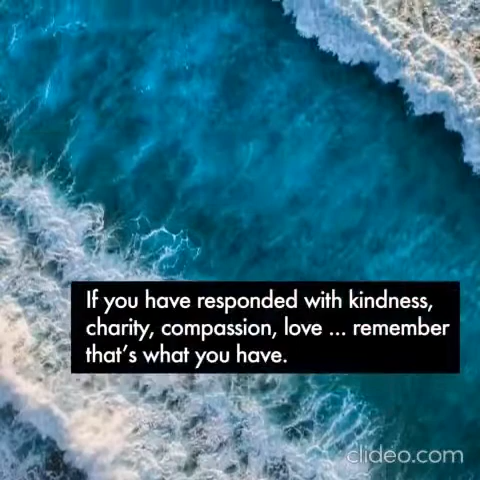 If you have responded with kindness,
charity, compassion, love ... remember
that's what you have.
clideo.com